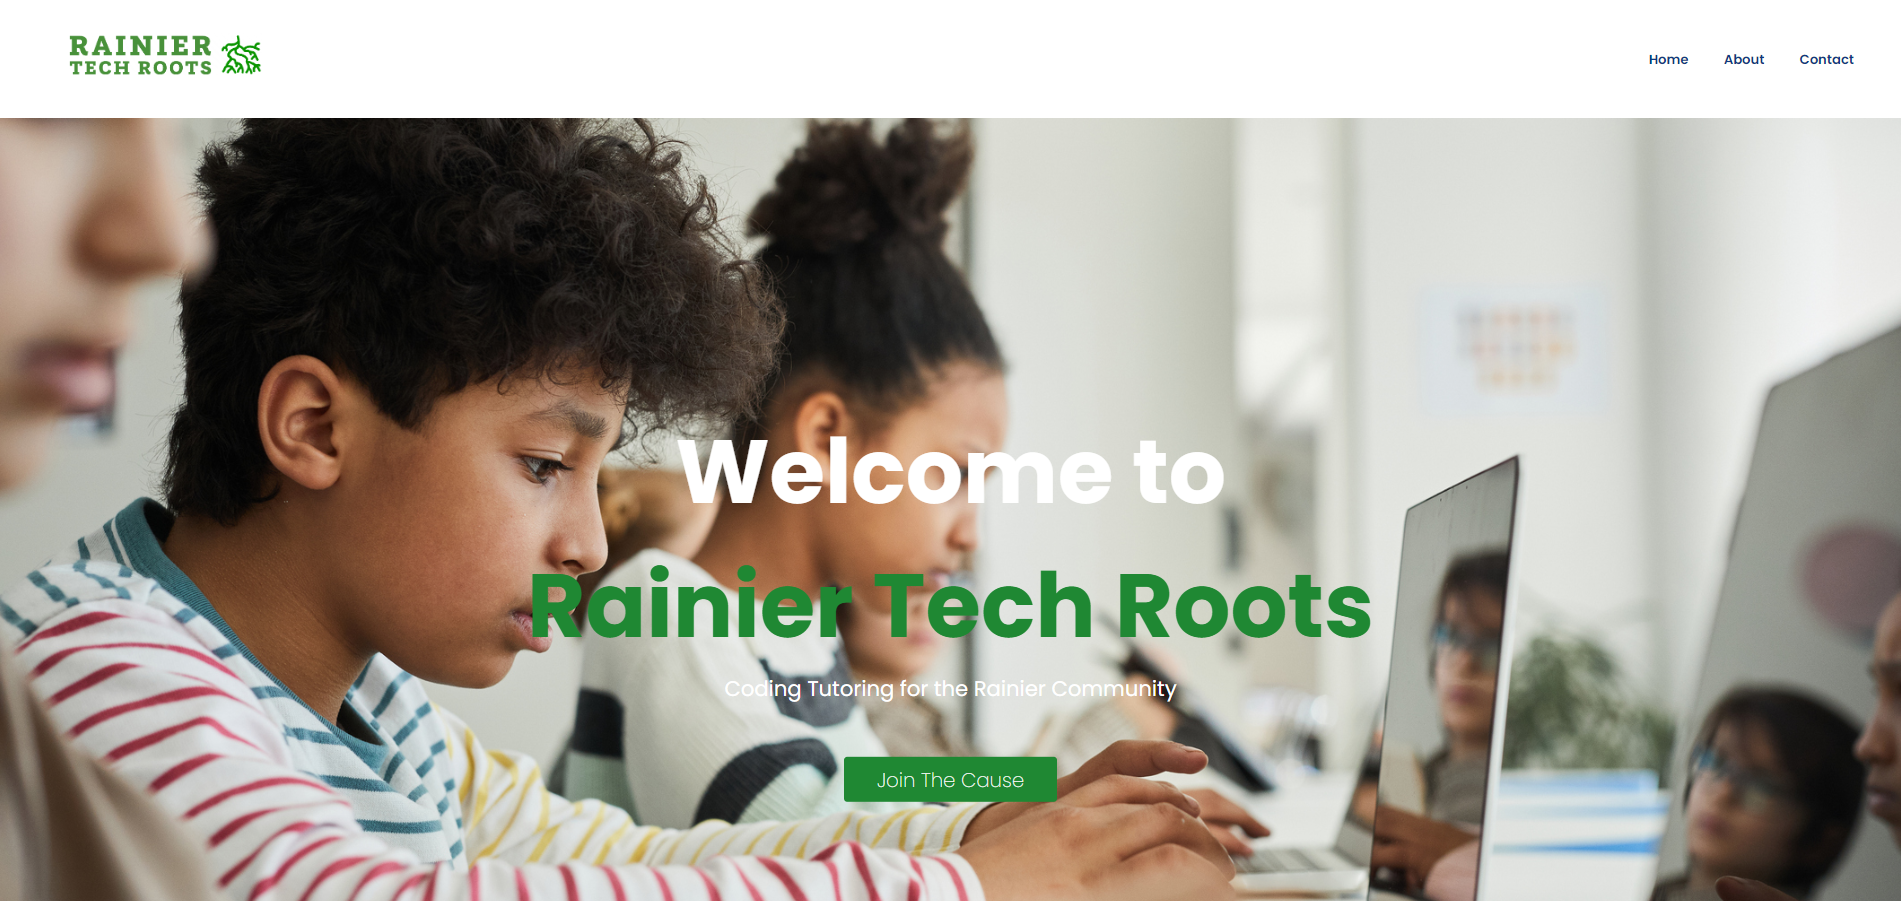 RAINIER
TECH ROOTS
Home About Contact
Welcome to
Rainier Tech Roots
Coding Tutoring for the Rainier Community
Join The Cause